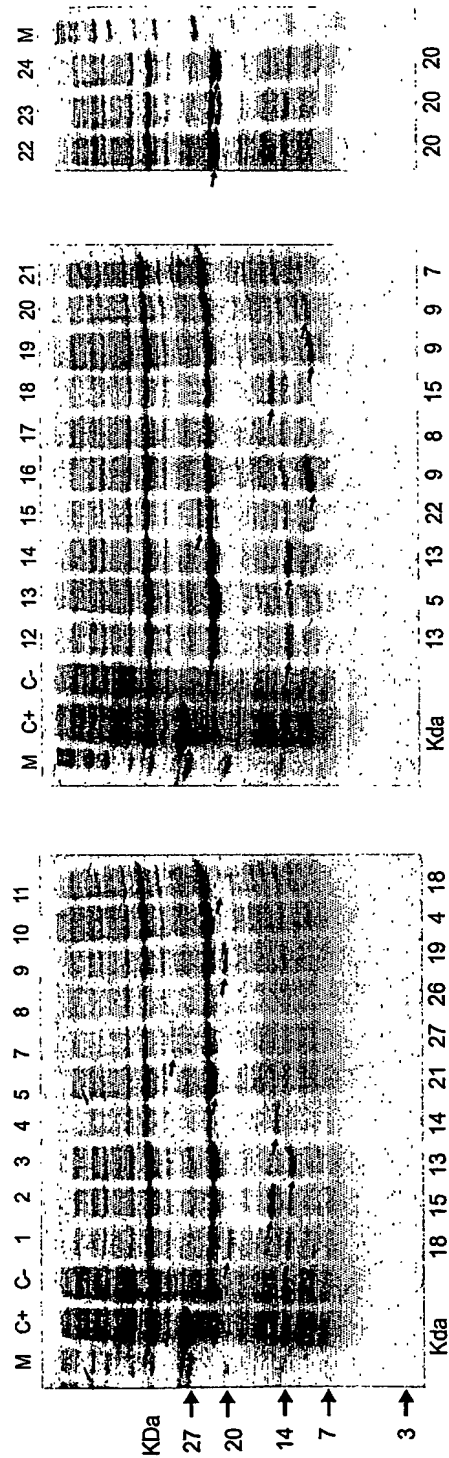 M C+ C- 1 2 3 4 5 7 8 9 10 11
M C+ C- 12 13 14 15 16 17 18 19 20 21
22 23 24 M
KDa
27
20
14
7
3
Kda 18 15 13 14 21 27 26 19 4 18
Kda 13 5 13 22 9 8 15 9 9 7
20 20 20